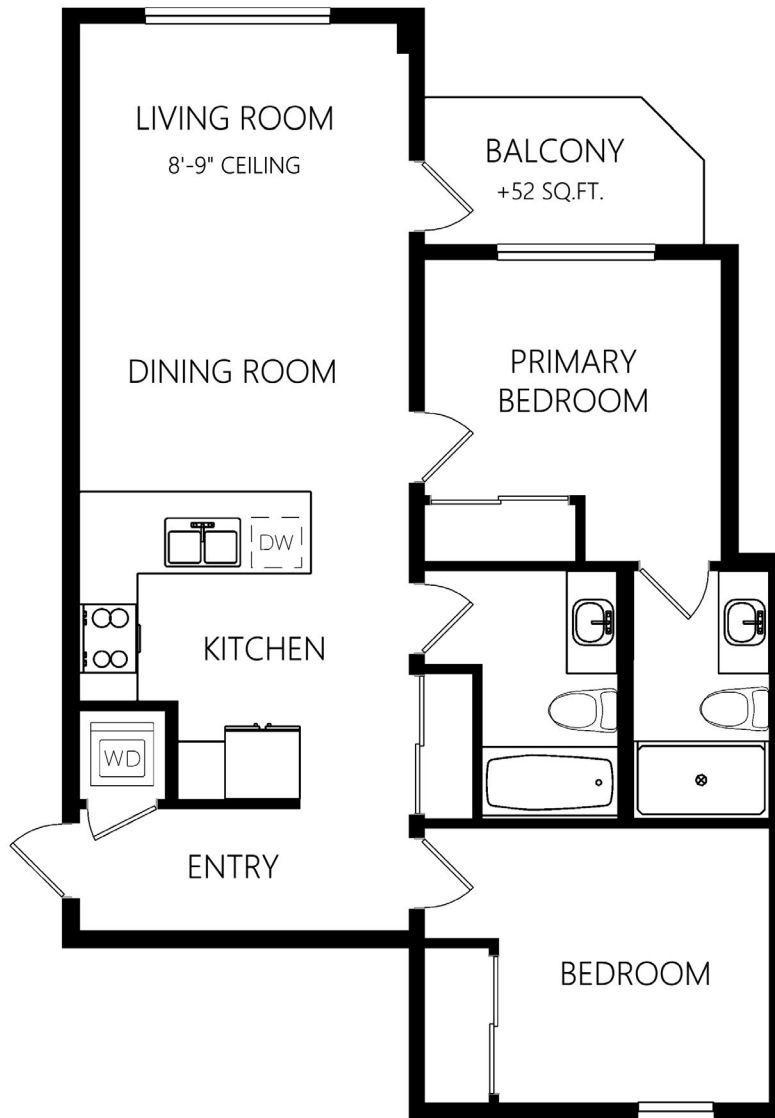 LIVING ROOM
8'-9" CEILING
BALCONY
+52 SQ.FT.
DINING ROOM
PRIMARY
BEDROOM
DW
KITCHEN
WD
ENTRY
BEDROOM